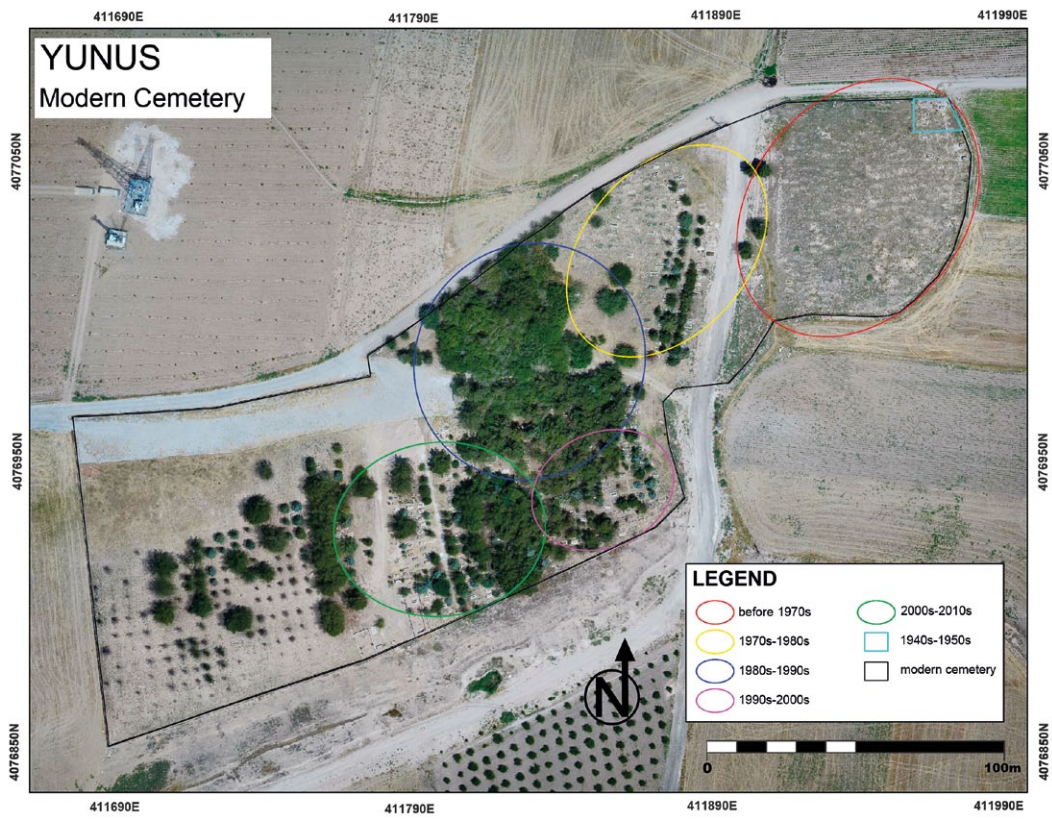 411690E 411790E 411890E 411990E
YUNUS
Modern Cemetery
4077050N 4077050N
4076950N 4076950N
LEGEND
before 1970s 2000s-2010s
1970s-1980s 1940s-1950s
1980s-1990s modern cemetery
1990s-2000s
N
4076850N 4076850N
0 100m
411690E 411790E 411890E 411990E